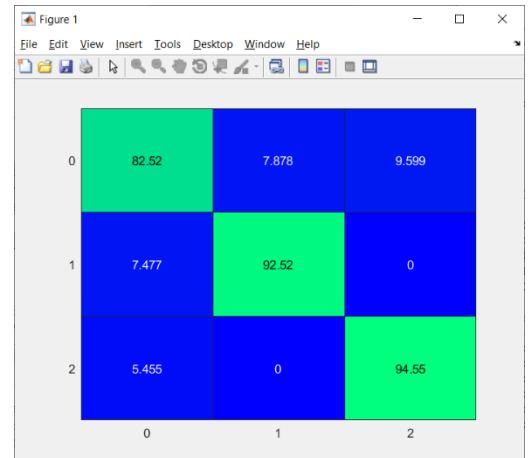 Figure 1
File Edit View Insert Tools Desktop Window Help
0 82.52 7.878 9.599
1 7.477 92.52 0
2 5.455 0 94.55
0 1 2